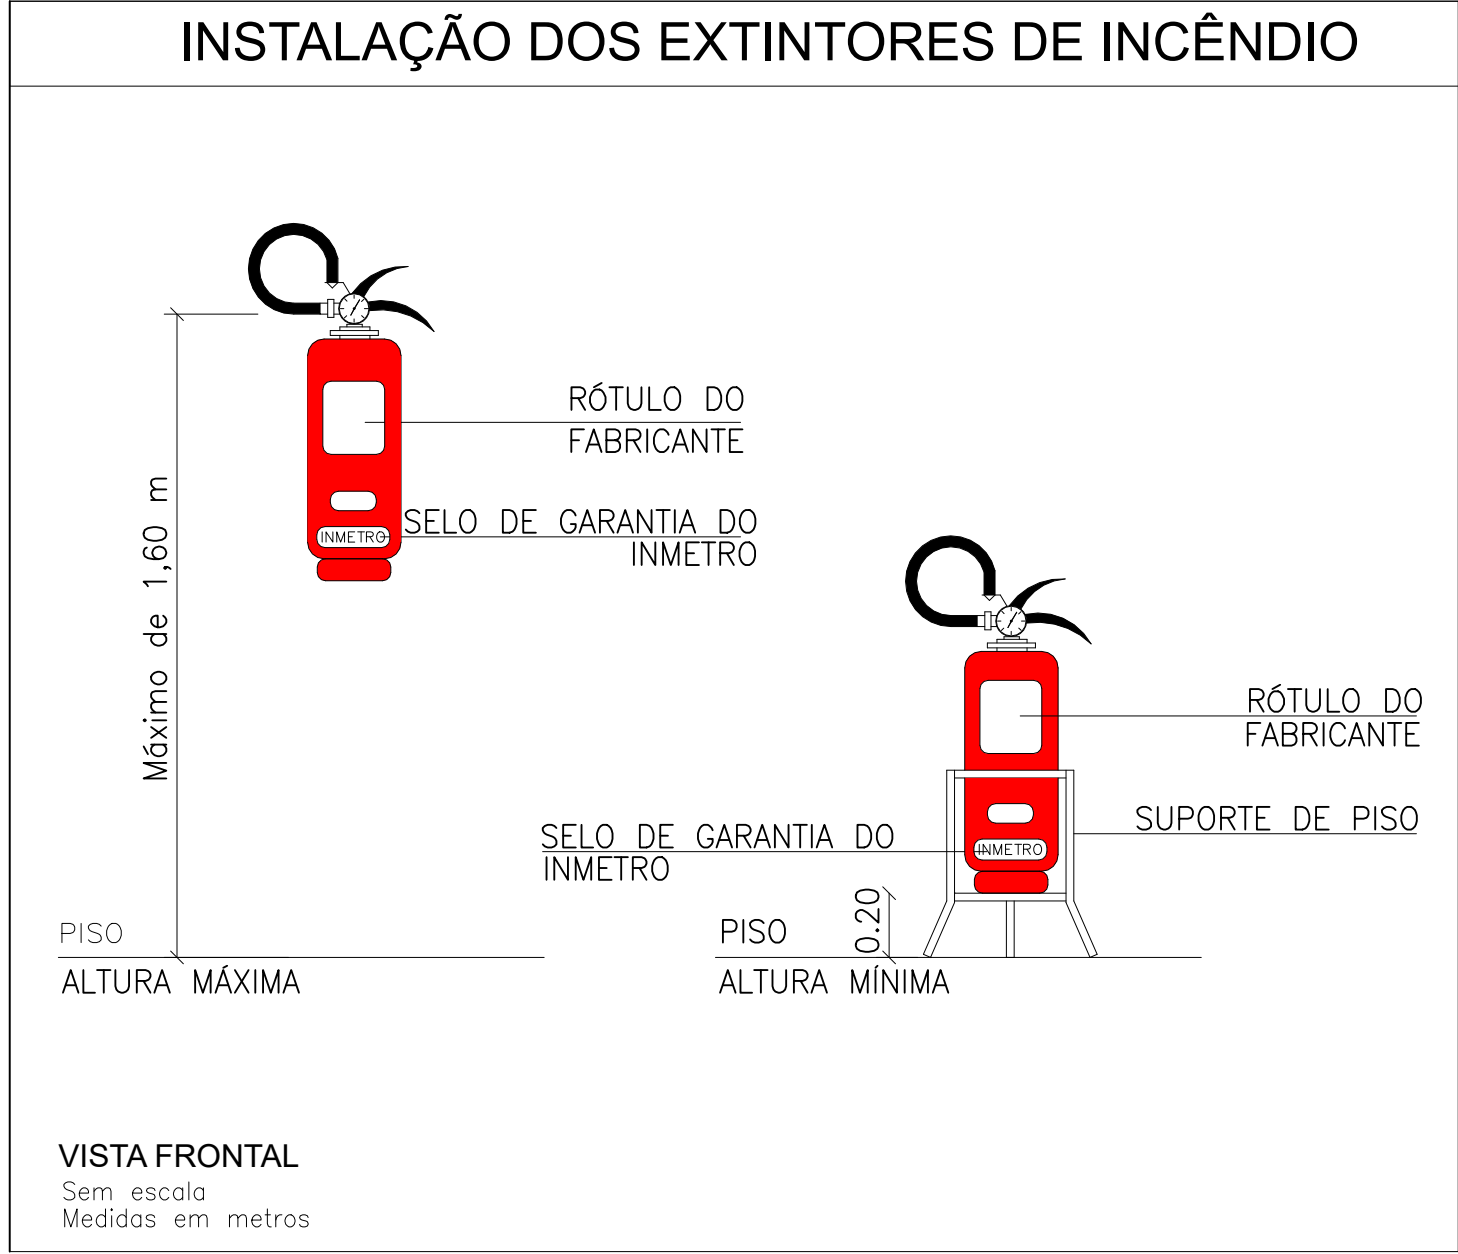 INSTALAÇÃO DOS EXTINTORES DE INCÊNDIO
Máximo de 1,60 m
RÓTULO DO
FABRICANTE
INMETRO
SELO DE GARANTIA DO
INMETRO
PISO
ALTURA MÁXIMA
RÓTULO DO
FABRICANTE
SUPORTE DE PISO
SELO DE GARANTIA DO
INMETRO
INMETRO
0.20
PISO
ALTURA MÍNIMA
VISTA FRONTAL
Sem escala
Medidas em metros